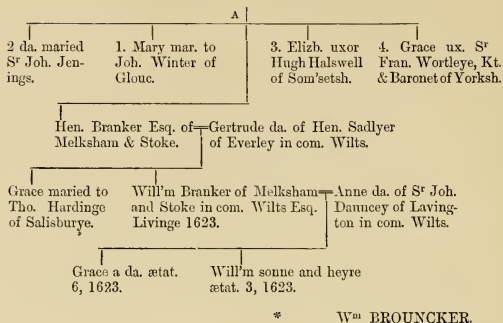 A
2 da. maried
Sr Joh. Jen-
ings.
1. Mary mar. to
Joh. Winter of
Glouc.
3. Elizb. uxor
Hugh Halswell
of Som'setsh.
4. Grace ux. Sr
Fran. Wortleye, Kt.
& Baronet of Yorksh.
Hen. Branker Esq. of
Melksham & Stoke.
Gertrude da. of Hen. Sadlyer
of Everley in com. Wilts.
Grace maried to
Tho. Hardinge
of Salisburye.
Will'm Branker of Melksham
and Stoke in com. Wilts Esq.
Livinge 1623.
Anne da. of Sr Joh.
Dauncey of Laving-
ton in com. Wilts.
Grace a da. ætat.
6, 1623.
Will'm sonne and heyre
ætat. 3, 1623.
* Wm BROUNCKER.